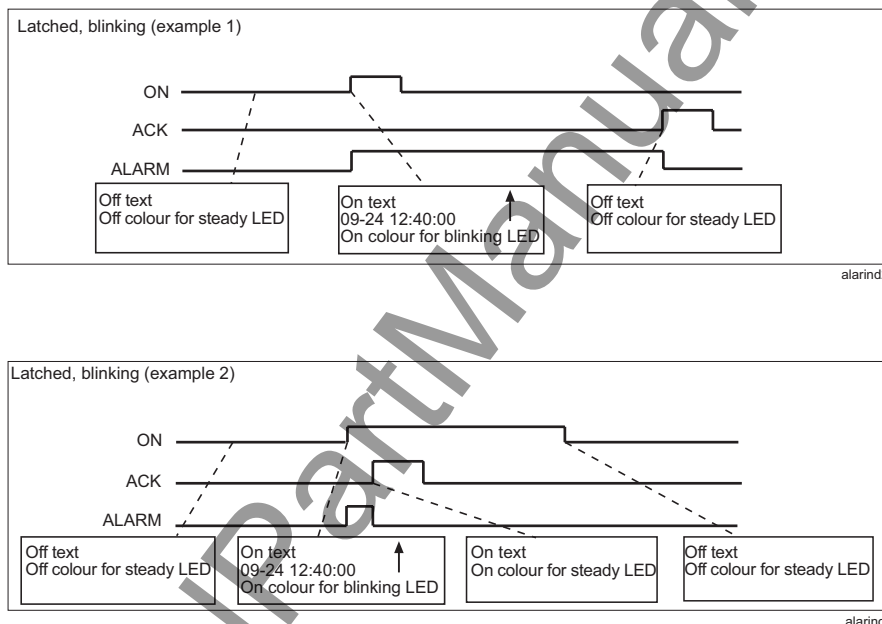 Latched, blinking (example 1)
ON
ACK
ALARM
Off text
Off colour for steady LED
On text
09-24 12:40:00
On colour for blinking LED
Off text
Off colour for steady LED
Latched, blinking (example 2)
ON
ACK
ALARM
Off text
Off colour for steady LED
On text
09-24 12:40:00
On colour for blinking LED
On text
On colour for steady LED
Off text
Off colour for steady LED